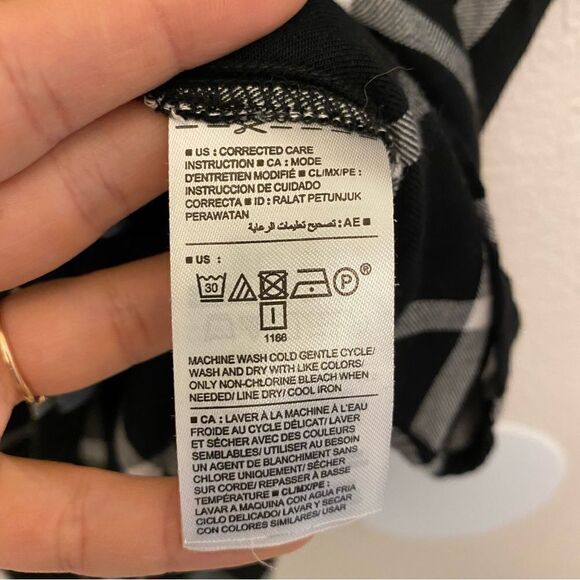 ■ US : CORRECTED CARE
INSTRUCTION ■ CA : MODE
D'ENTRETIEN MODIFIÉ ■ CL/MX/PE :
INSTRUCCION DE CUIDADO
CORRECTA ■ ID : RALAT PETUNJUK
PERAWATAN
■ AE : تصحيح تعليمات الرعاية
■ US :
30 P ®
1166
MACHINE WASH COLD GENTLE CYCLE/
WASH AND DRY WITH LIKE COLORS/
ONLY NON-CHLORINE BLEACH WHEN
NEEDED/ LINE DRY/ COOL IRON
■ CA : LAVER À LA MACHINE À L'EAU
FROIDE AU CYCLE DÉLICAT/ LAVER
ET SÉCHER AVEC DES COULEURS
SEMBLABLES/ UTILISER AU BESOIN
UN AGENT DE BLANCHIMENT SANS
CHLORE UNIQUEMENT/ SÉCHER
SUR CORDE/ REPASSER À BASSE
TEMPÉRATURE ■ CL/MX/PE :
LAVAR A MAQUINA CON AGUA FRIA
CICLO DELICADO/ LAVAR Y SECAR
CON COLORES SIMILARES/ USAR